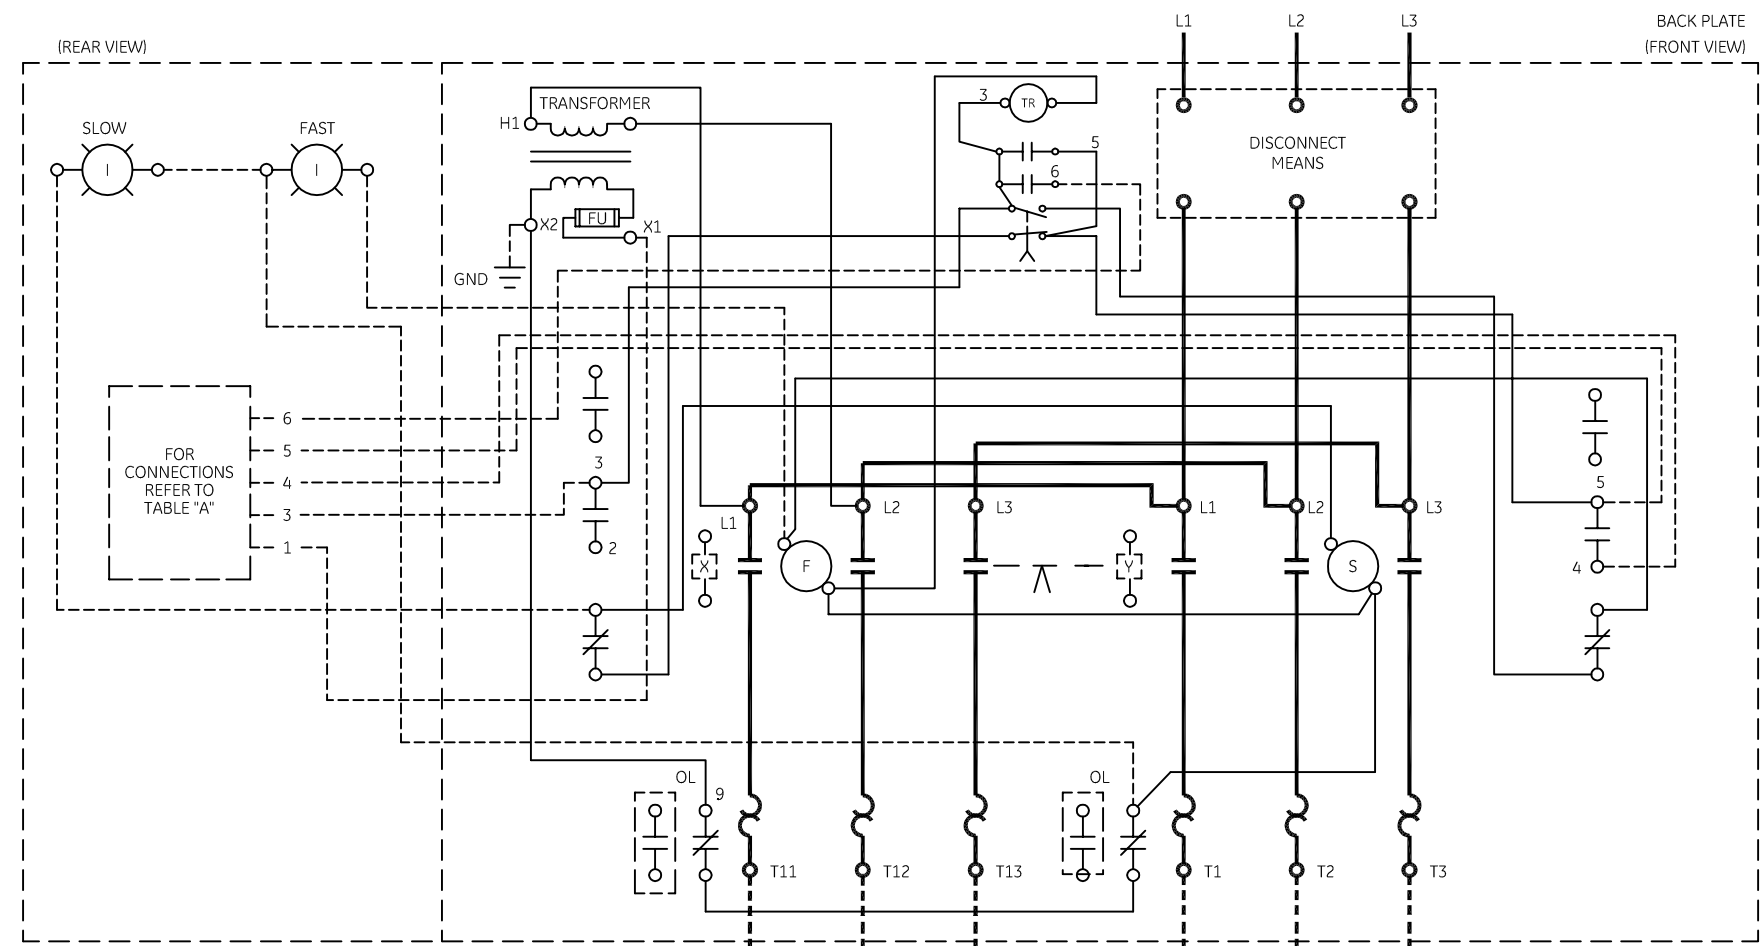 L1
L2
L3
BACK PLATE
(REAR VIEW)
(FRONT VIEW)
TRANSFORMER
3
TR
H1
SLOW
FAST
5
DISCONNECT
MEANS
I
I
6
FU
X2
X1
GND
6
5
FOR
CONNECTIONS
REFER TO
TABLE "A"
3
4
5
3
L1
L2
L3
L1
L2
L3
1
2
X
F
Y
S
4
OL
9
OL
T11
T12
T13
T1
T2
T3